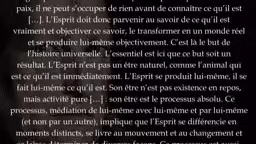 paix, il ne peut s'occuper de rien avant de connaître ce qu'il est
[…]. L'Esprit doit donc parvenir au savoir de ce qu'il est
vraiment et objectiver ce savoir, le transformer en un monde réel
et se produire lui-même objectivement. C'est là le but de
l'histoire universelle. L'essentiel est ici que ce but soit un
résultat. L'Esprit n'est pas un être naturel, comme l'animal qui
est ce qu'il est immédiatement. L'Esprit se produit lui-même, il se
fait lui-même ce qu'il est. Son être n'est pas existence en repos,
mais activité pure […] : son être est le processus absolu. Ce
processus, médiation de lui-même avec lui-même et par lui-même
(et non par un autre), implique que l'Esprit se différencie en
moments distincts, se livre au mouvement et au changement et